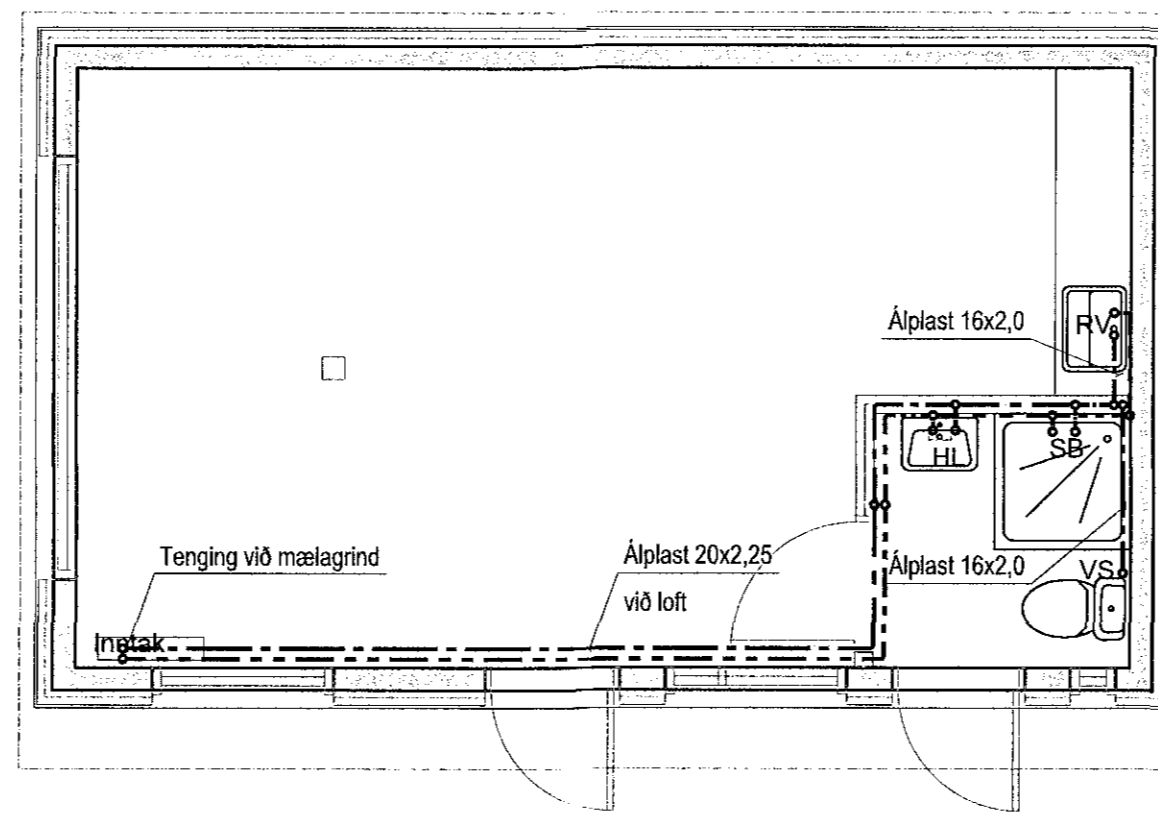 Álplast 16x2,0
RV
HL
SB
Tenging við mælagrind
Álplast 20x2,25
við loft
Álplast 16x2,0
VS
Inntak